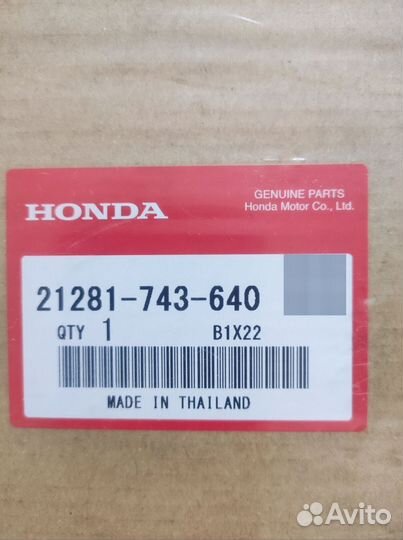 HONDA
GENUINE PARTS
Honda Motor Co., Ltd.
21281-743-640
QTY 1 B1X22
MADE IN THAILAND
Avito